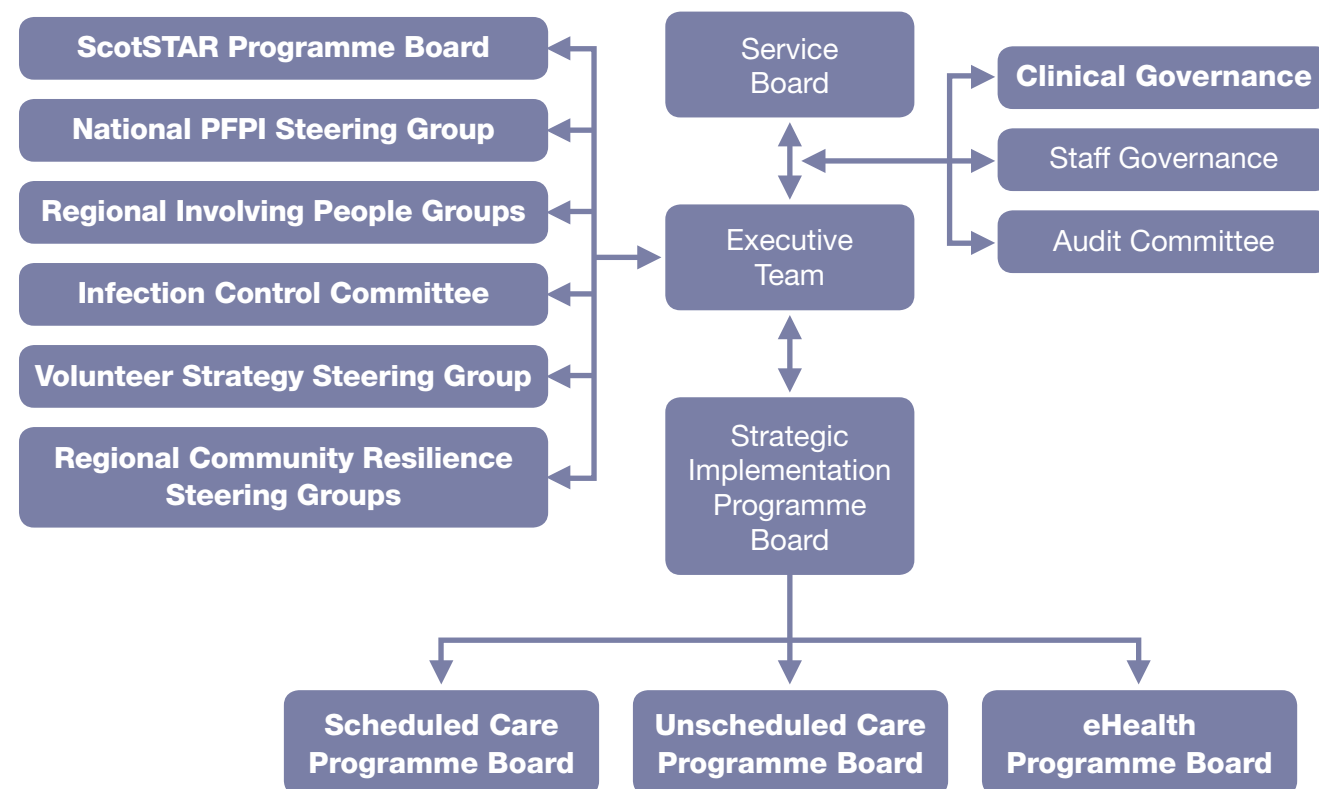 ScotSTAR Programme Board
National PFPI Steering Group
Regional Involving People Groups
Infection Control Committee
Volunteer Strategy Steering Group
Regional Community Resilience
Steering Groups
Service
Board
Executive
Team
Strategic
Implementation
Programme
Board
Clinical Governance
Staff Governance
Audit Committee
Scheduled Care
Programme Board
Unscheduled Care
Programme Board
eHealth
Programme Board